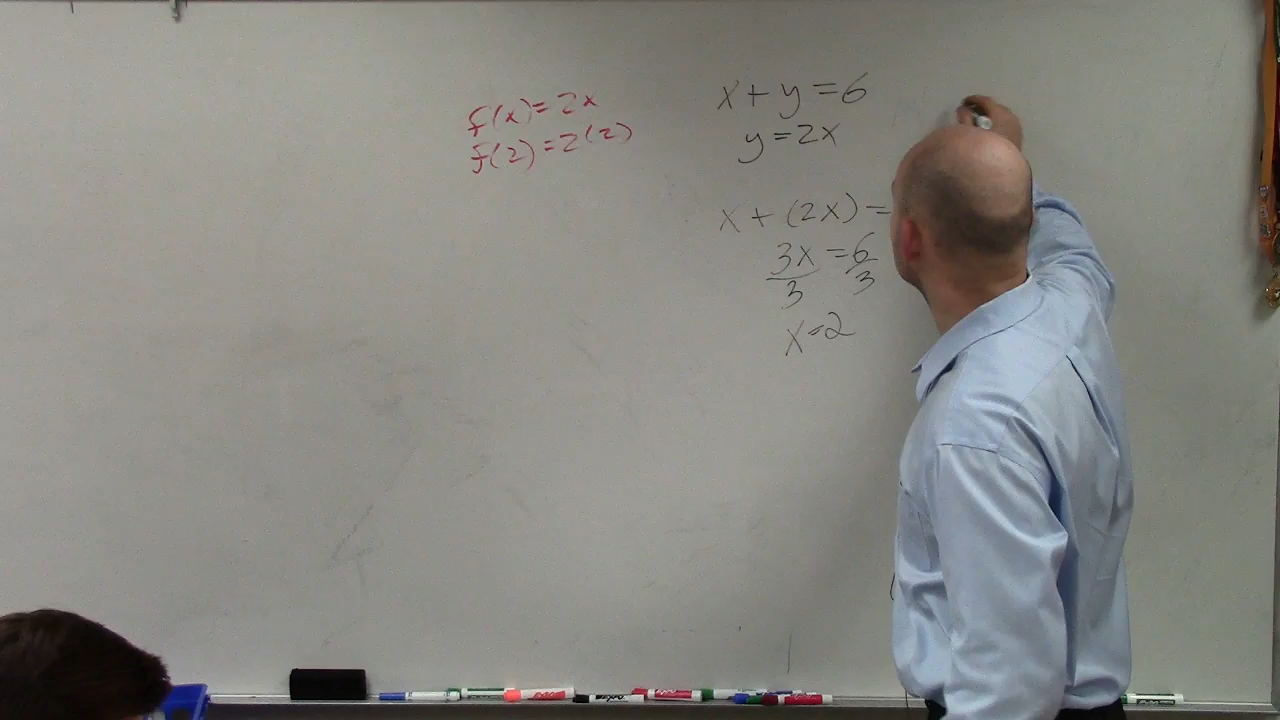 f(x)=2x
f(2)=2(2)
x+y=6
y=2x
x+(2x)=
3x=6
3 3
x=2